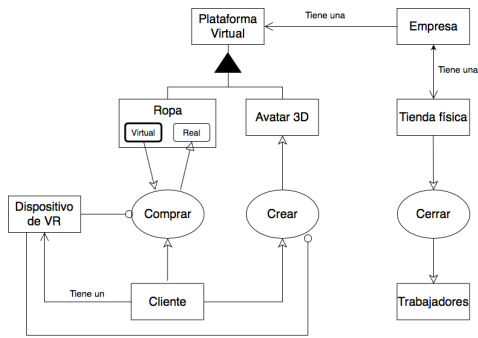 Plataforma
Virtual
Tiene una
Empresa
Tiene una
Ropa
Virtual
Real
Avatar 3D
Tienda física
Dispositivo
de VR
Comprar
Crear
Cerrar
Tiene un
Cliente
Trabajadores